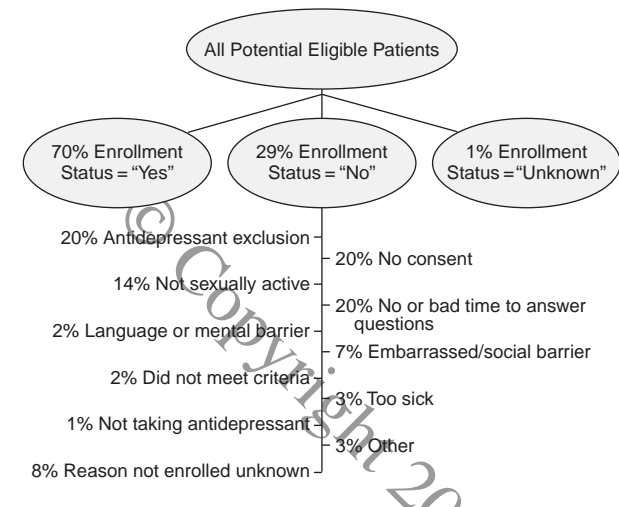 All Potential Eligible Patients
70% Enrollment
Status = “Yes”
29% Enrollment
Status = “No”
1% Enrollment
Status = “Unknown”
20% Antidepressant exclusion
20% No consent
14% Not sexually active
20% No or bad time to answer
questions
2% Language or mental barrier
7% Embarrassed/social barrier
2% Did not meet criteria
3% Too sick
1% Not taking antidepressant
3% Other
8% Reason not enrolled unknown
© Copyright 20